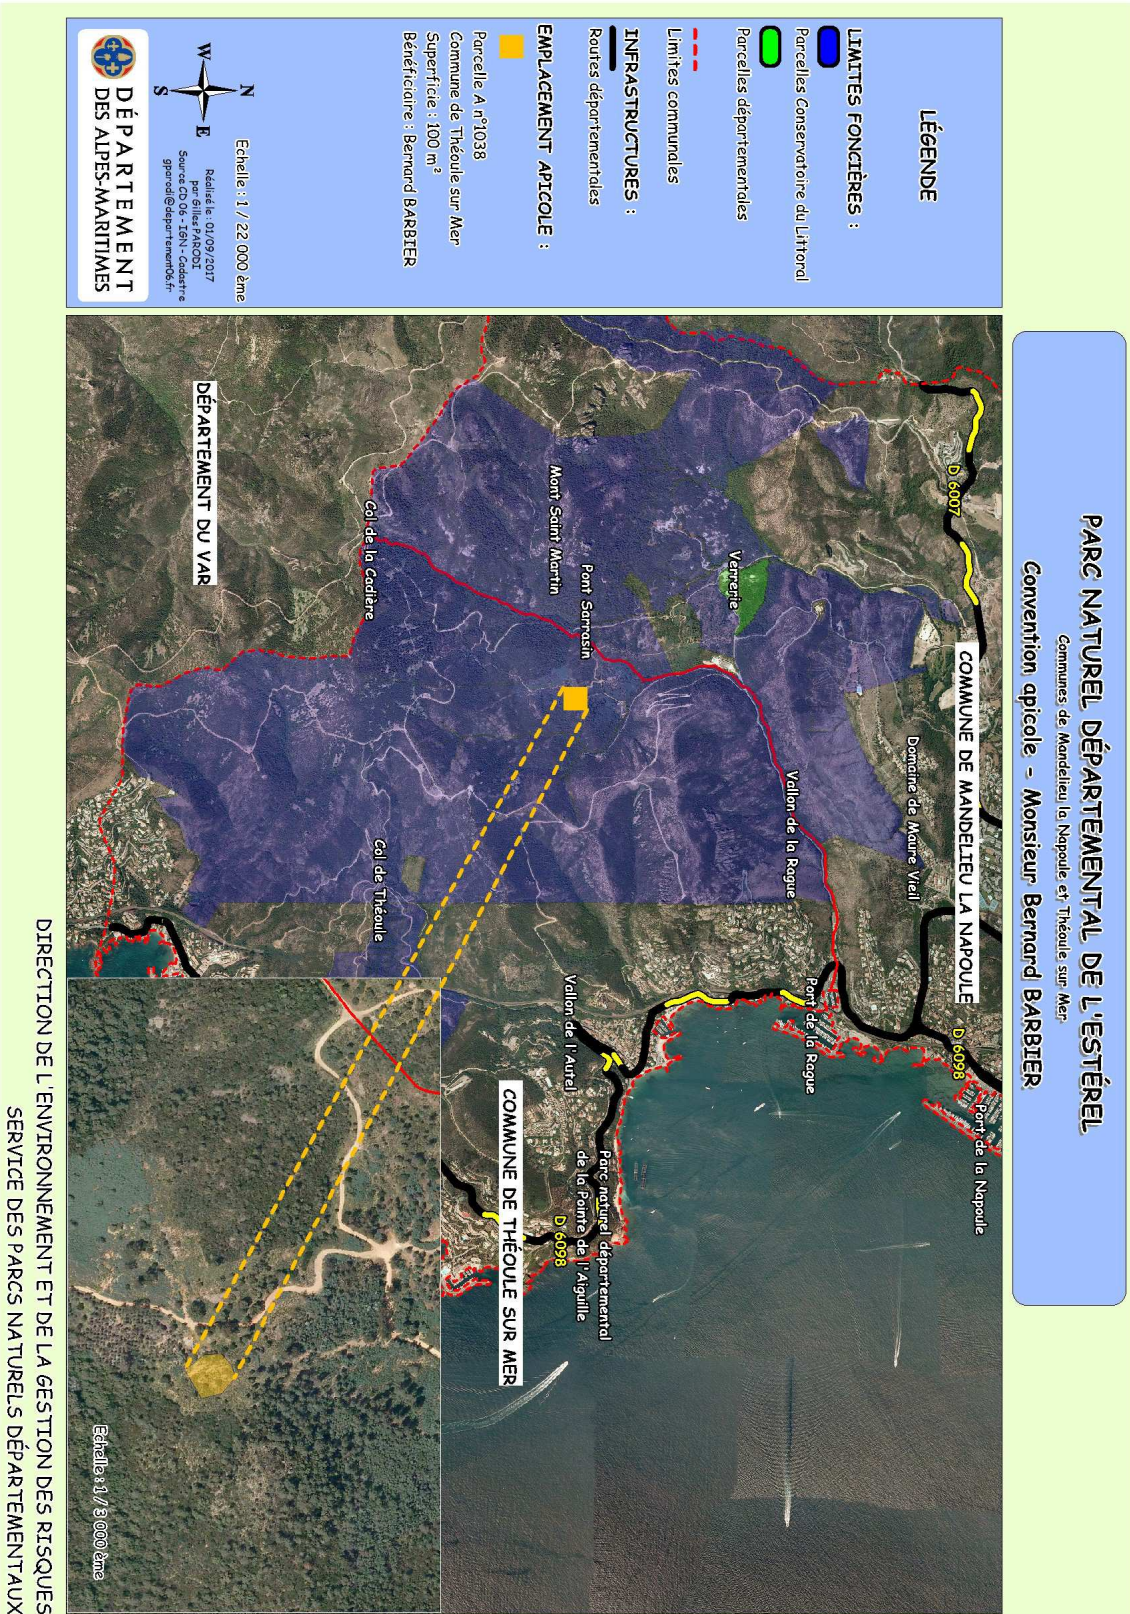 PARC NATUREL DÉPARTEMENTAL DE L'ESTÉREL
Communes de Mandelieu la Napoule et Théoule sur Mer
Convention apicole - Monsieur Bernard BARBIER
LÉGENDE
LIMITES FONCIÈRES :
Parcelles Conservatoire du Littoral
Parcelles départementales
Limites communales
INFRASTRUCTURES :
Routes départementales
EMPLACEMENT APICOLE :
Parcelle A n°1038
Commune de Théoule sur Mer
Superficie : 100 m²
Bénéficiaire : Bernard BARBIER
Echelle : 1 / 22 000 ème
N
W
E
S
Réalisé le : 01/09/2017
par Gilles PARODI
Source CD 06 - IGN - Cadastre
gparodi@departement06.fr
DÉPARTEMENT
DES ALPES-MARITIMES
D 6007
COMMUNE DE MANDELIEU LA NAPOULE
D 6098
Port de la Napoule
Domaine de Maure Vieil
Port de la Rague
Vallon de la Rague
Verrerie
Pont Sarrasin
Mont Saint Martin
Parc naturel départemental
de la Pointe de l'Aiguille
Vallon de l'Autel
D 6098
COMMUNE DE THÉOULE SUR MER
Col de la Cadière
Col de Théoule
DÉPARTEMENT DU VAR
Echelle : 1 / 3 000 ème
DIRECTION DE L'ENVIRONNEMENT ET DE LA GESTION DES RISQUES
SERVICE DES PARCS NATURELS DÉPARTEMENTAUX